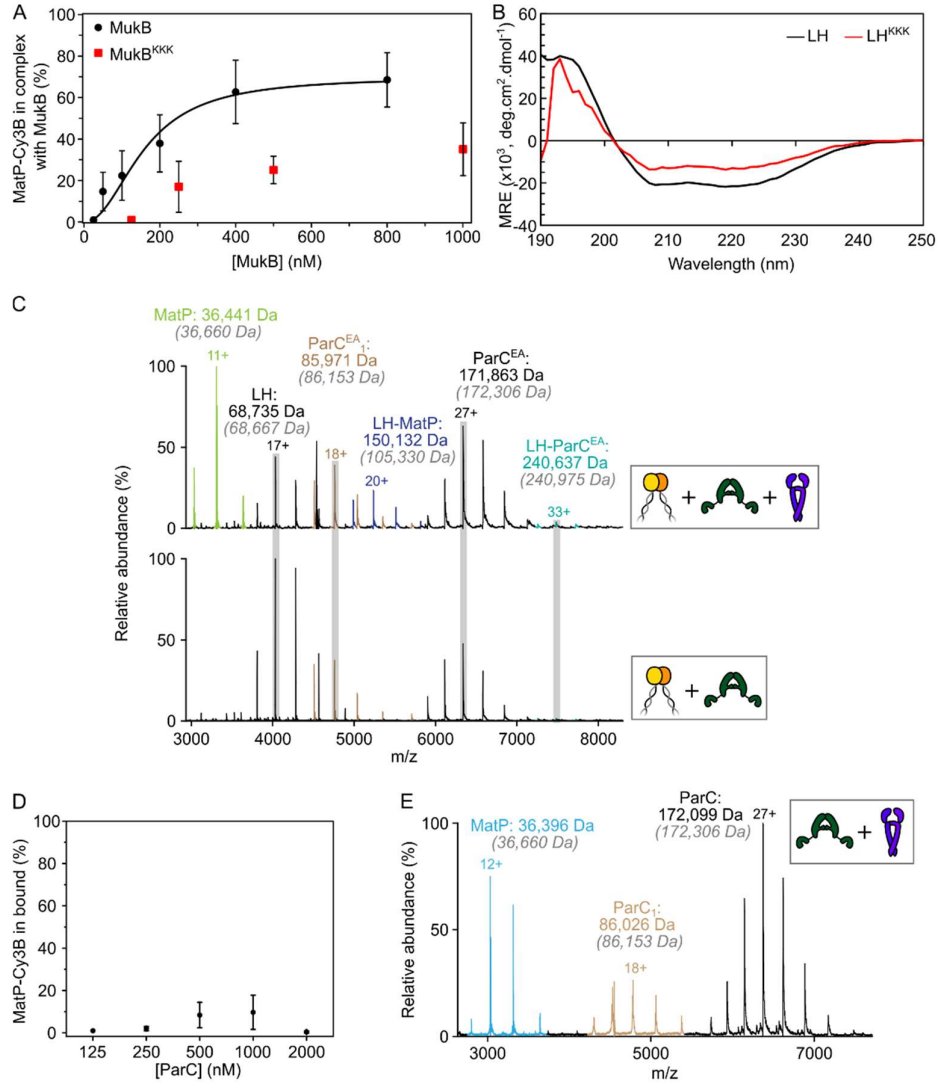 A
MukB
MukB^KKK
MatP-Cy3B in complex
with MukB (%)
100
80
60
40
20
0
0
200
400
600
800
1000
[MukB] (nM)
B
LH
LH^KKK
MRE (x10³, deg.cm².dmol⁻¹)
60
40
20
0
-20
-40
190
200
210
220
230
240
250
Wavelength (nm)
C
MatP: 36,441 Da
(36,660 Da)
11+
LH:
68,735 Da
(68,667 Da)
17+
ParC^EA₁:
85,971 Da
(86,153 Da)
18+
LH-MatP:
150,132 Da
(105,330 Da)
20+
ParC^EA:
171,863 Da
(172,306 Da)
27+
LH-ParC^EA:
240,637 Da
(240,975 Da)
33+
Relative abundance (%)
100
50
0
100
50
0
3000
4000
5000
6000
7000
8000
m/z
+
+
+
D
MatP-Cy3B in bound (%)
100
80
60
40
20
0
125
250
500
1000
2000
[ParC] (nM)
E
MatP: 36,396 Da
(36,660 Da)
12+
ParC₁:
86,026 Da
(86,153 Da)
18+
ParC:
172,099 Da
(172,306 Da)
27+
+
Relative abundance (%)
100
50
0
3000
5000
7000
m/z